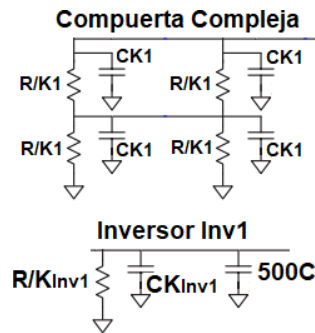 Compuerta Compleja
CK1
CK1
R/K1
R/K1
R/K1
CK1
R/K1
CK1
Inversor Inv1
R/KInv1
CKInv1
500C